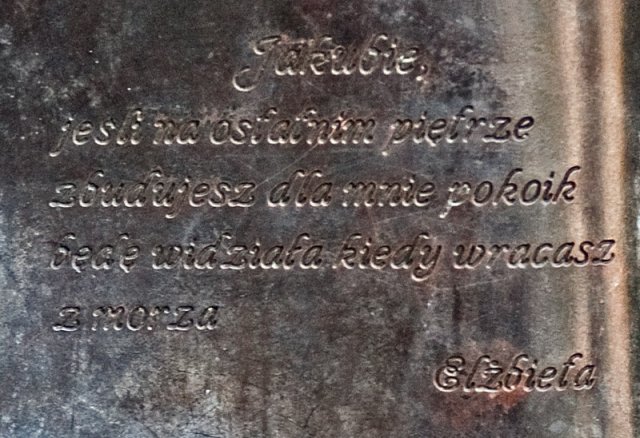 Jakubie,
jeśli na ostatnim piętrze
zbudujesz dla mnie pokoik
będę widziała kiedy wracasz
z morza
Elżbieta